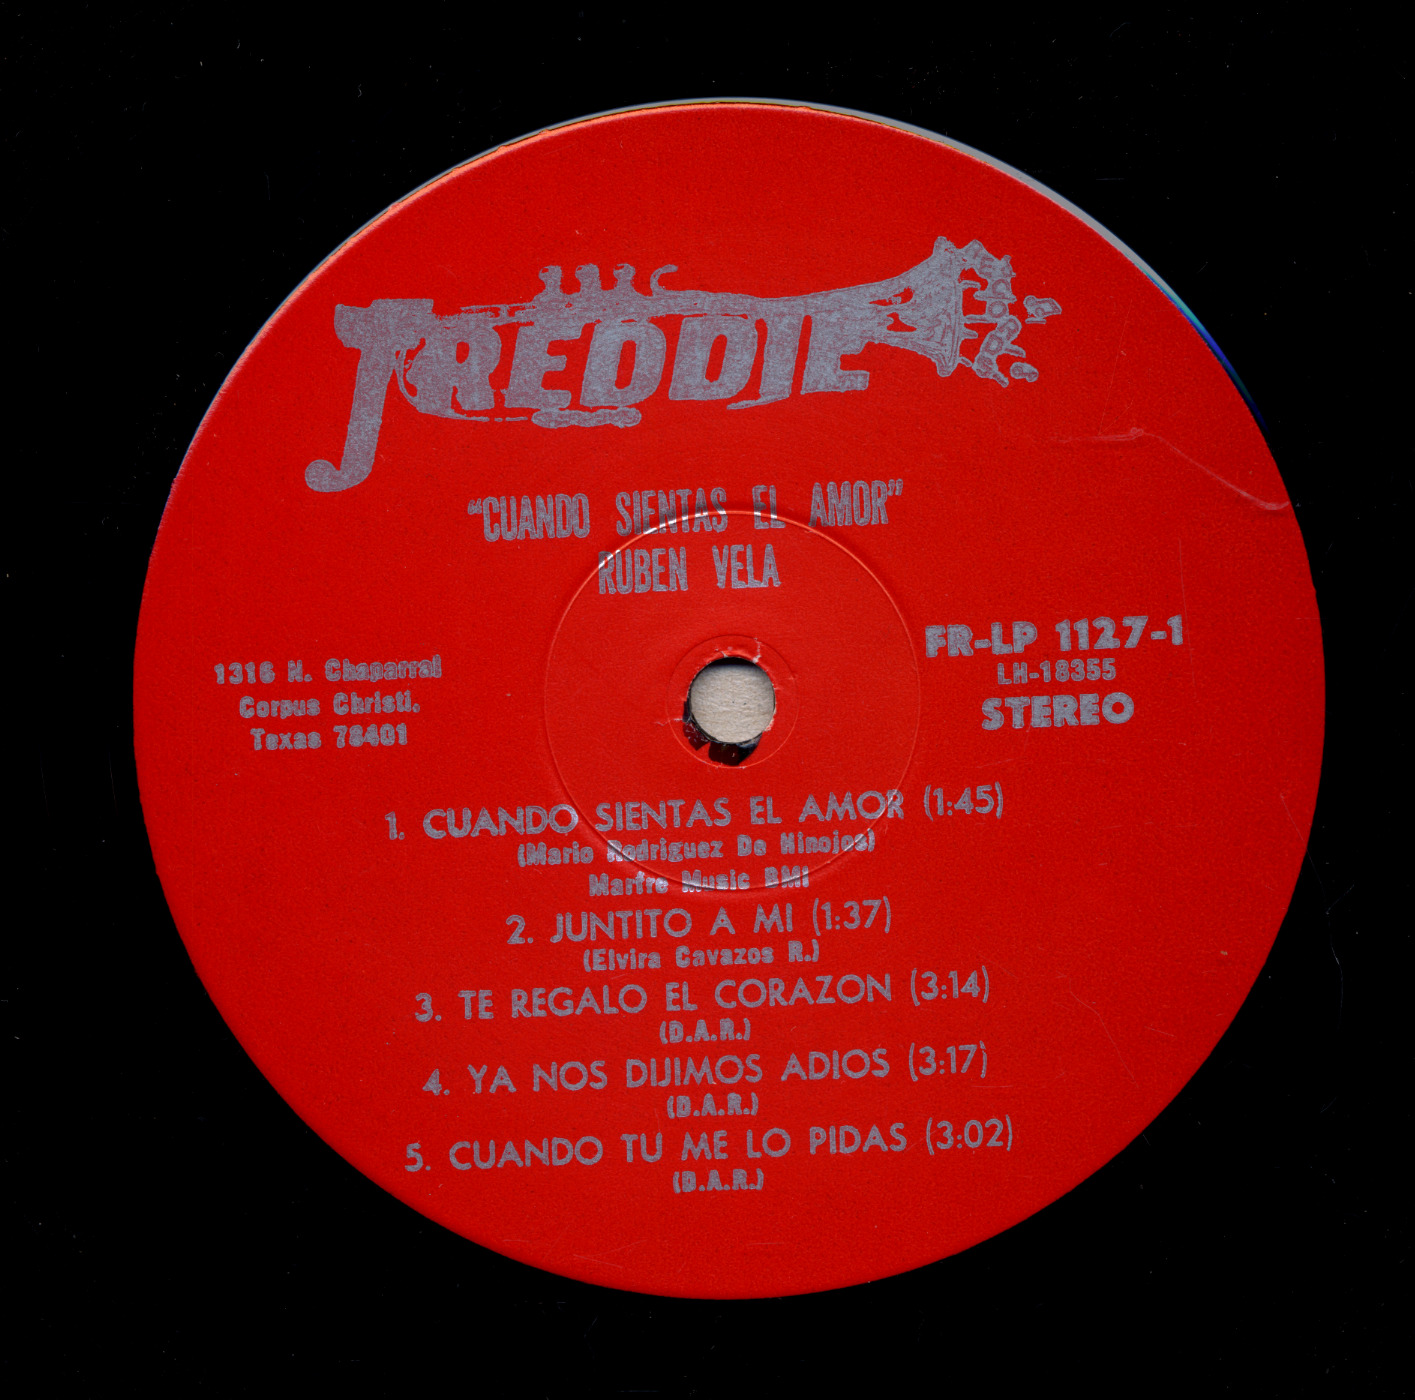 FREDDIE
RECORDS
"CUANDO SIENTAS EL AMOR"
RUBEN VELA
1316 N. Chaparral
Corpus Christi,
Texas 78401
FR-LP 1127-1
LH-18355
STEREO
1. CUANDO SIENTAS EL AMOR (1:45)
(Mario Rodriguez De Hinojos)
Marfre Music BMI
2. JUNTITO A MI (1:37)
(Elvira Cavazos R.)
3. TE REGALO EL CORAZON (3:14)
(D.A.R.)
4. YA NOS DIJIMOS ADIOS (3:17)
(D.A.R.)
5. CUANDO TU ME LO PIDAS (3:02)
(D.A.R.)